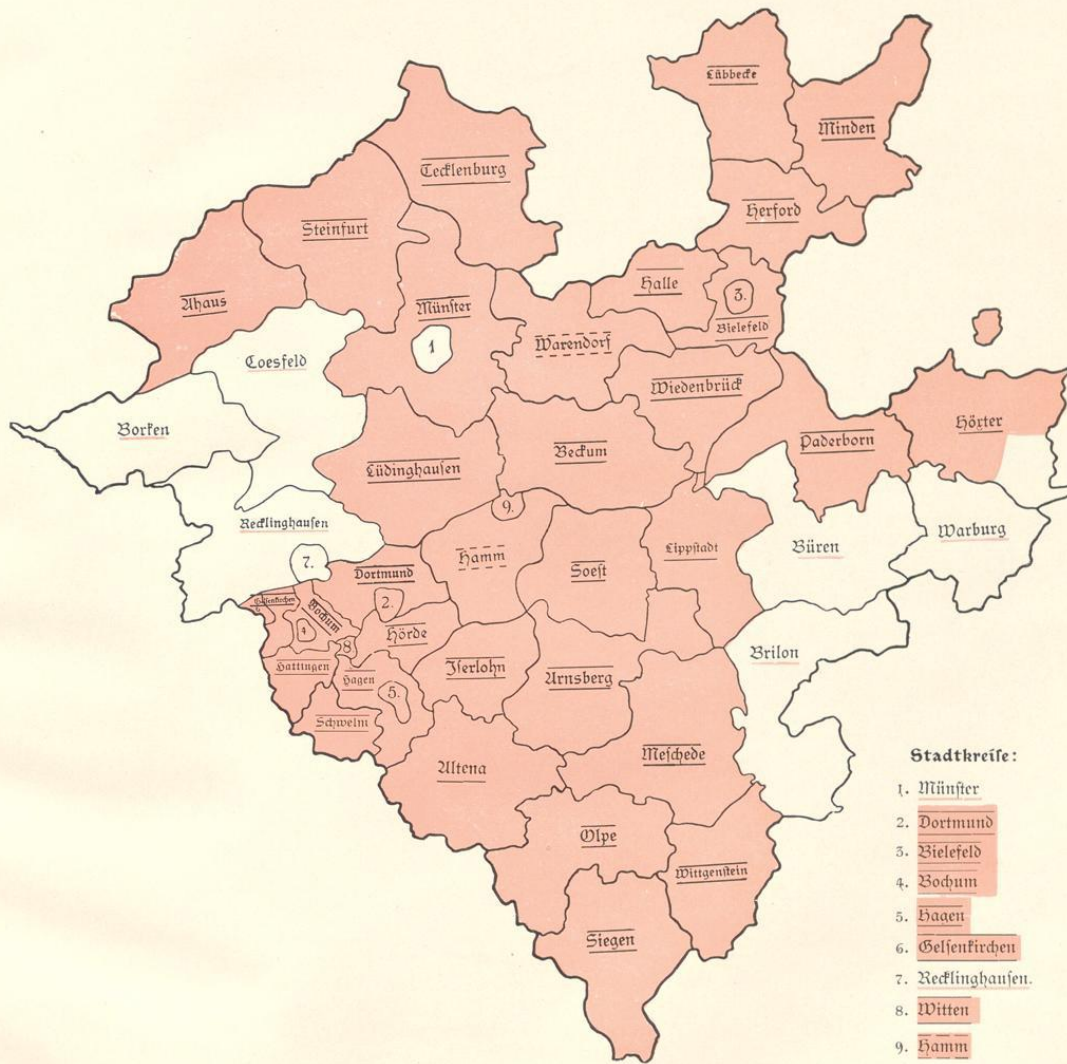 Lübbecke
Minden
Tecklenburg
Herford
Steinfurt
Halle
3.
Ahaus
Münster
Bielefeld
Warendorf
1
Coesfeld
Wiedenbrück
Borken
Höxter
Paderborn
Beckum
Lüdinghausen
9.
Recklinghausen
Warburg
Büren
Lippstadt
Hamm
Soest
7.
Dortmund
2.
Gelsenkirchen
Bochum
4
Hörde
8
Brilon
Hattingen
Iserlohn
Arnsberg
Hagen
5.
Schwelm
Altena
Meschede
Olpe
Wittgenstein
Siegen
Stadtkreise:
1. Münster
2. Dortmund
3. Bielefeld
4. Bochum
5. Hagen
6. Gelsenkirchen
7. Recklinghausen.
8. Witten
9. Hamm